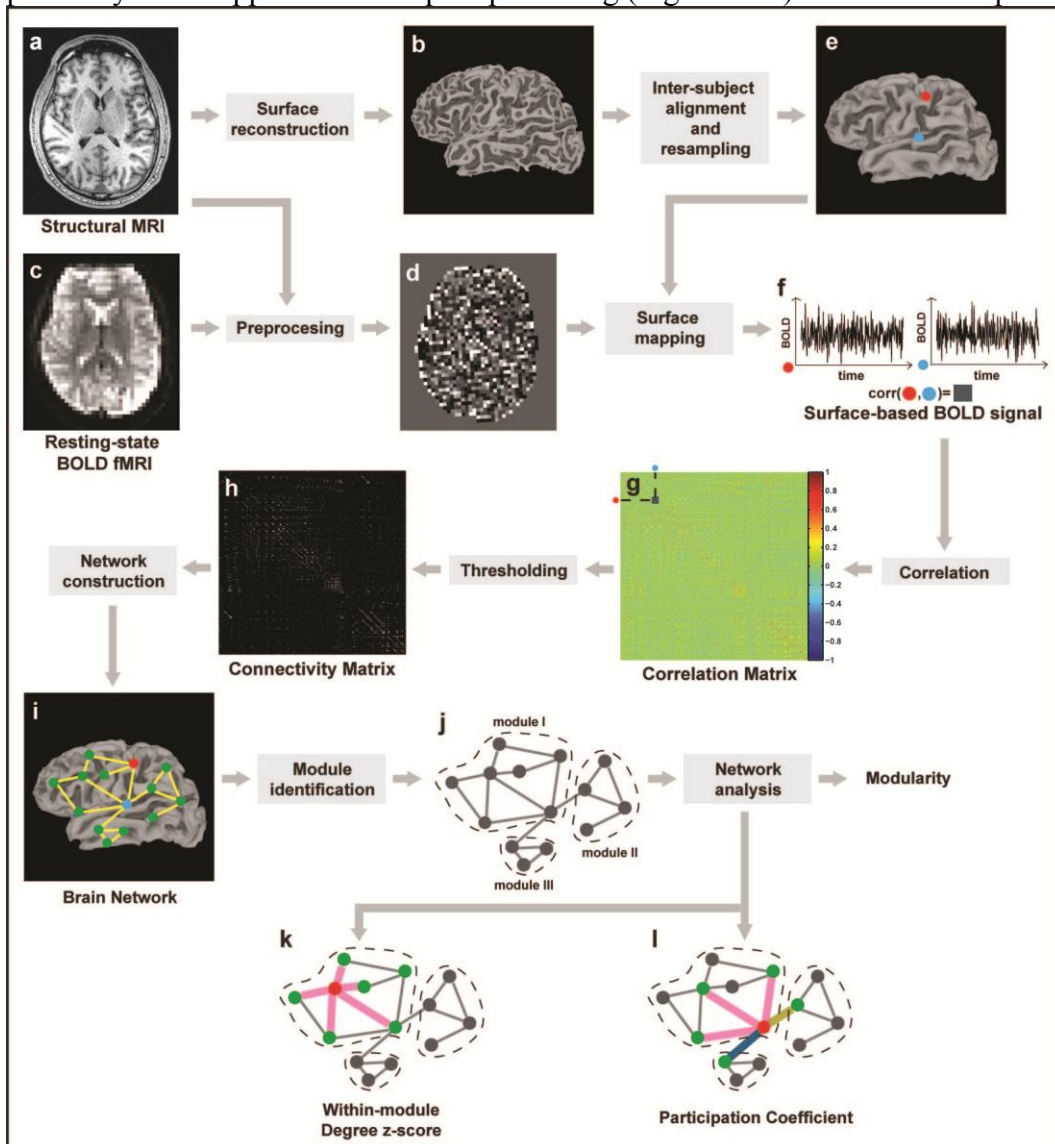 a
Structural MRI
Surface
reconstruction
b
Inter-subject
alignment
and
resampling
e
c
Resting-state
BOLD fMRI
Preprocesing
d
Surface
mapping
f
BOLD
time
BOLD
time
corr( , )=
Surface-based BOLD signal
Network
construction
h
Connectivity Matrix
Thresholding
g
1
0.8
0.6
0.4
0.2
0
−0.2
−0.4
−0.6
−0.8
−1
Correlation Matrix
Correlation
i
Brain Network
Module
identification
j
module I
module II
module III
Network
analysis
Modularity
k
Within-module
Degree z-score
l
Participation Coefficient